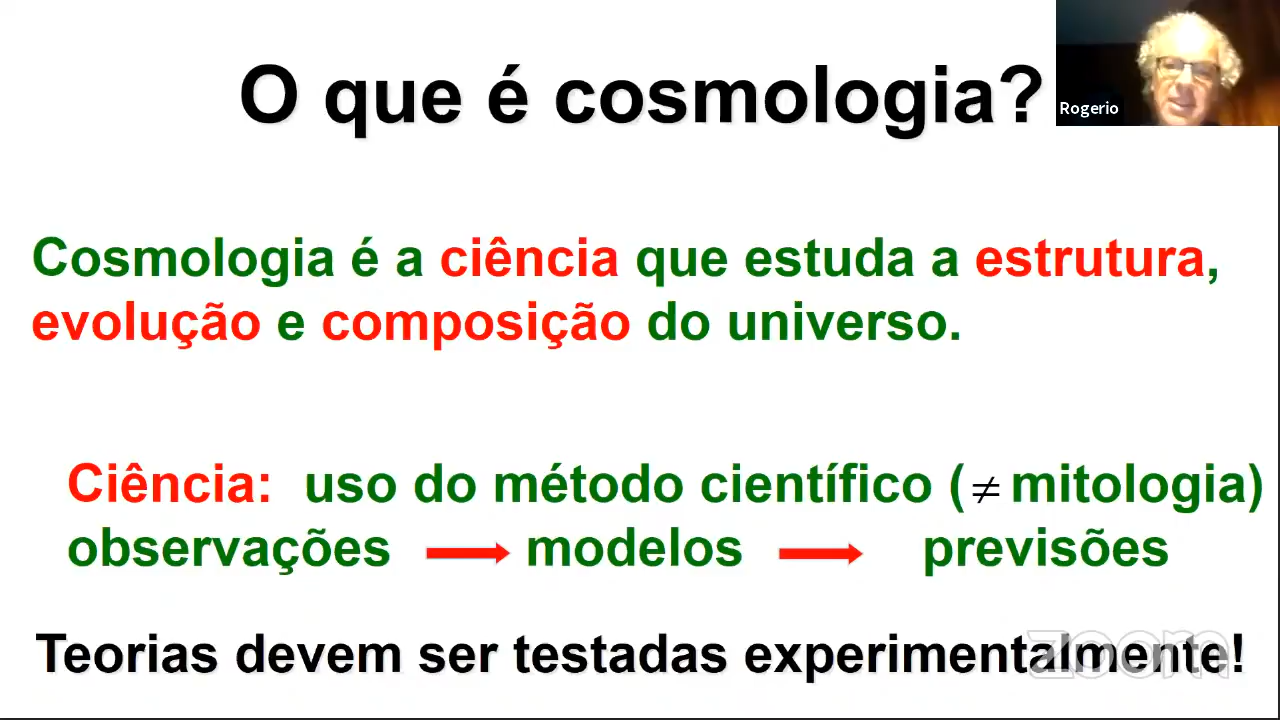 O que é cosmologia?
Rogerio
Cosmologia é a ciência que estuda a estrutura,
evolução e composição do universo.
Ciência: uso do método científico ( ≠ mitologia)
observações → modelos → previsões
Teorias devem ser testadas experimentalmente!
zoom